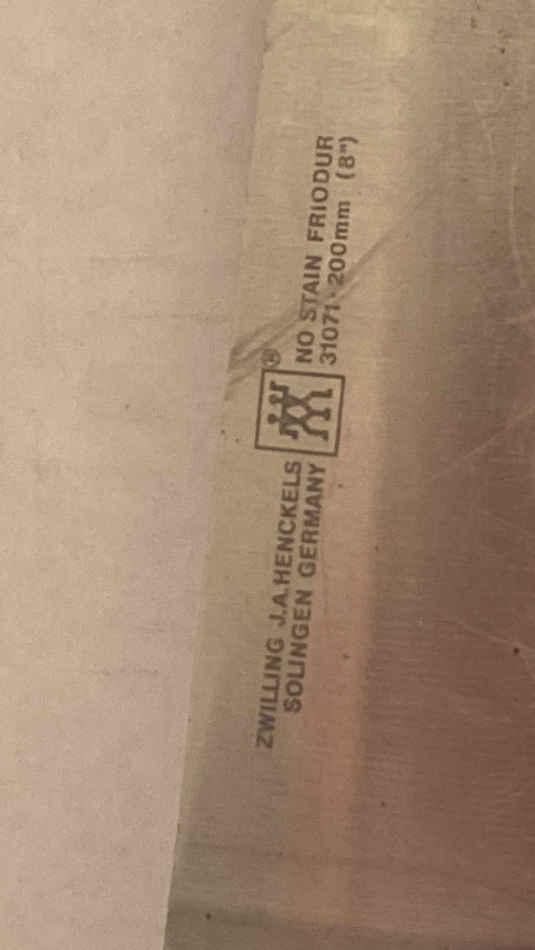 ZWILLING J.A.HENCKELS
SOLINGEN GERMANY
®
NO STAIN FRIODUR
31071-200mm (8")